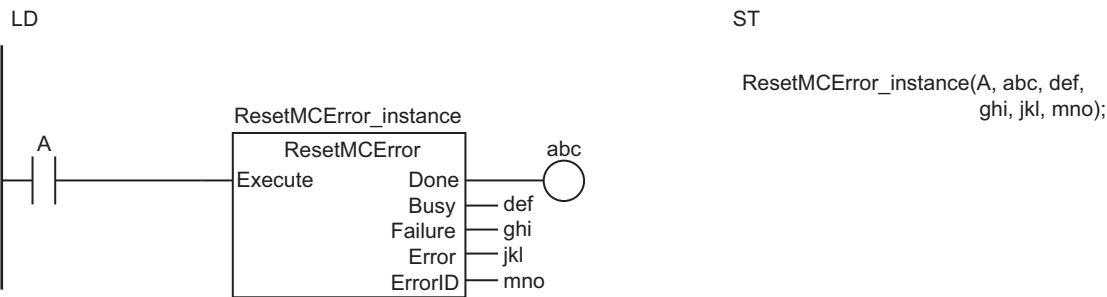 LD
ST
ResetMCError_instance(A, abc, def,
ghi, jkl, mno);
ResetMCError_instance
A
ResetMCError
abc
Execute
Done
Busy
def
Failure
ghi
Error
jkl
ErrorID
mno